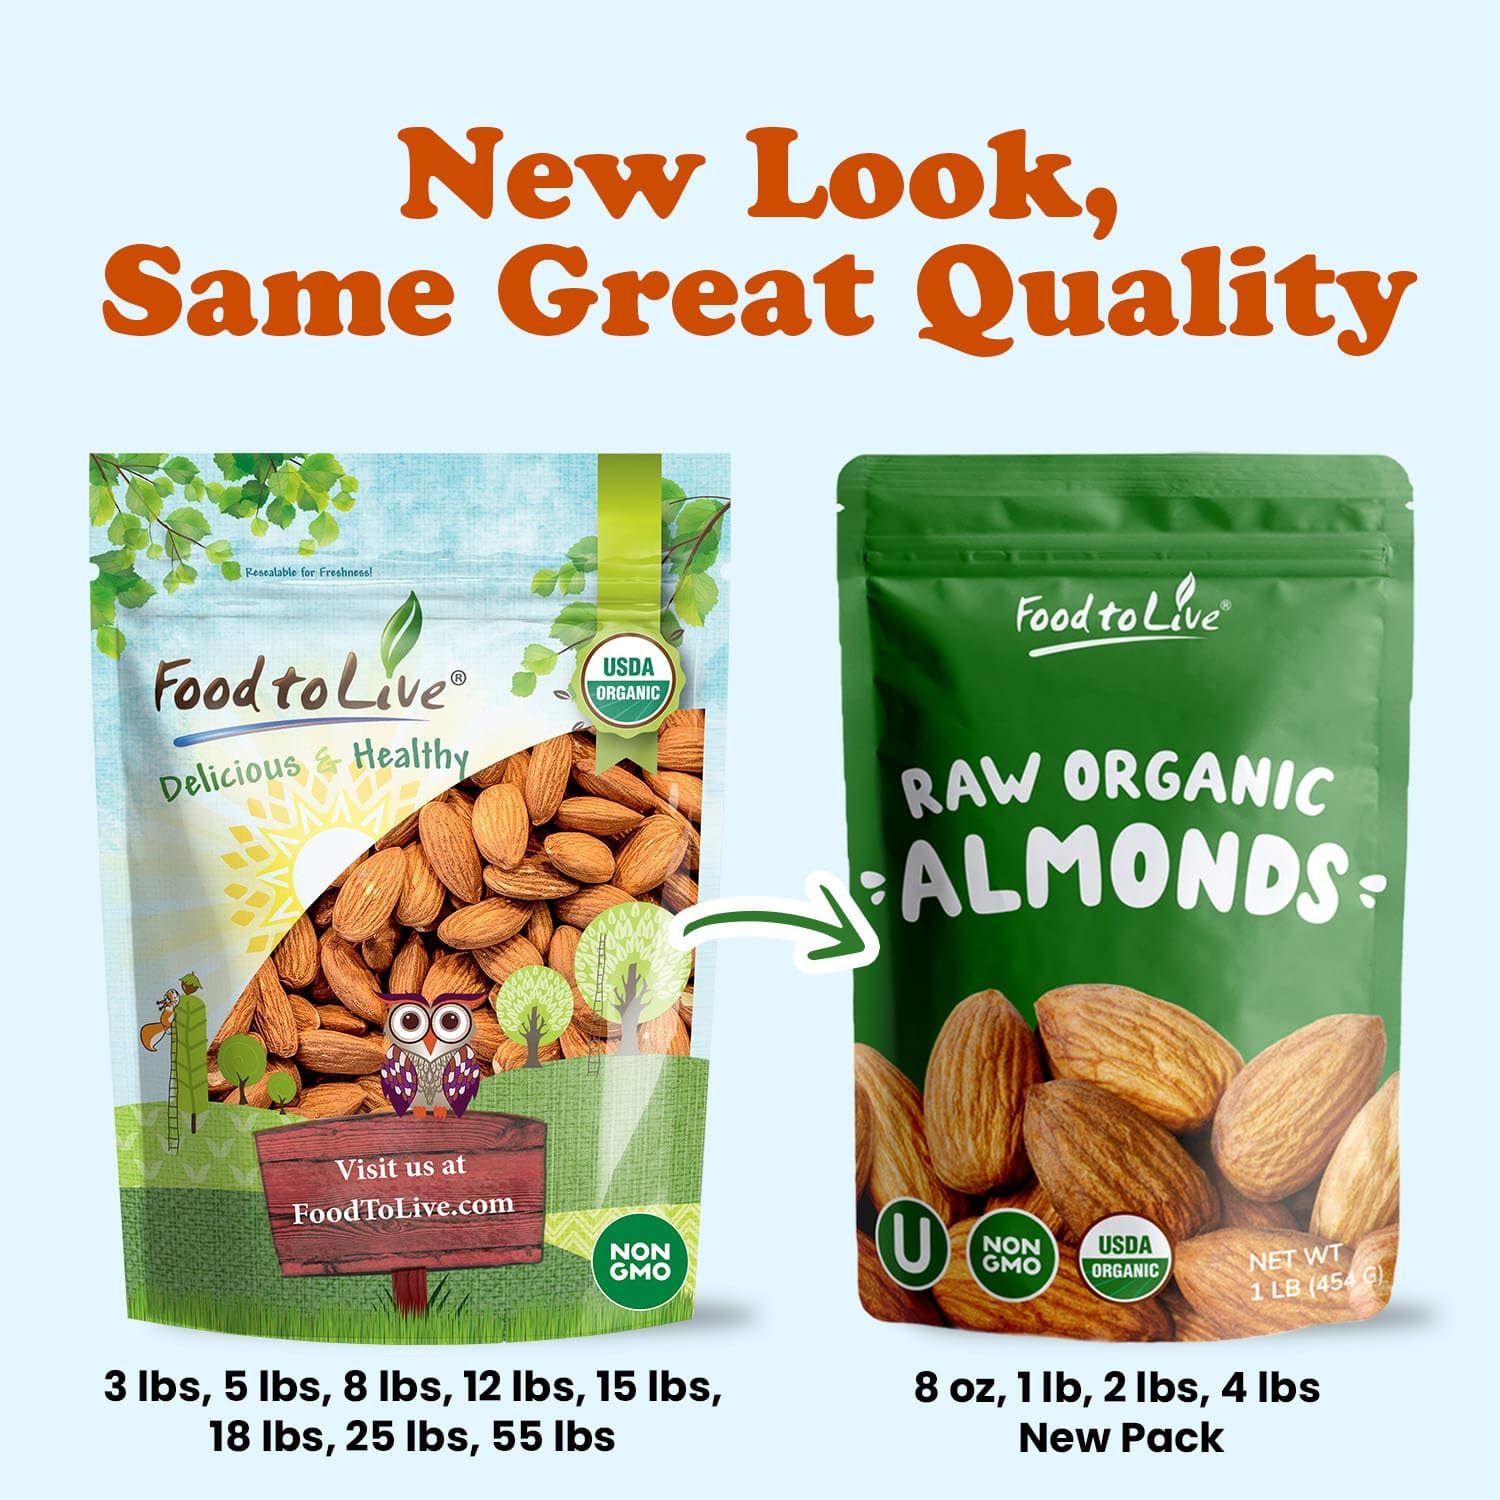 New Look,
Same Great Quality
Resealable for Freshness!
Food to Live®
Delicious & Healthy
USDA
ORGANIC
Visit us at
FoodToLive.com
NON
GMO
Food to Live®
RAW ORGANIC
ALMONDS
U
NON
GMO
USDA
ORGANIC
NET WT
1 LB (454 G)
3 lbs, 5 lbs, 8 lbs, 12 lbs, 15 lbs,
18 lbs, 25 lbs, 55 lbs
8 oz, 1 lb, 2 lbs, 4 lbs
New Pack